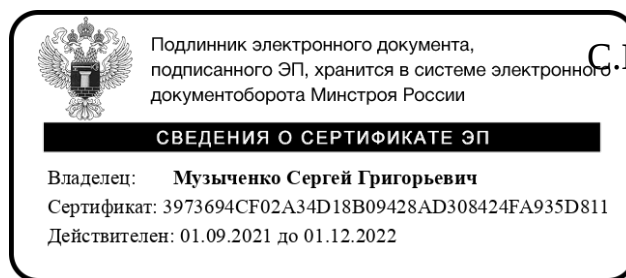 Подлинник электронного документа,
подписанного ЭП, хранится в системе электронного
документоборота Минстроя России
СВЕДЕНИЯ О СЕРТИФИКАТЕ ЭП
Владелец: Музыченко Сергей Григорьевич
Сертификат: 3973694CF02A34D18B09428AD308424FA935D811
Действителен: 01.09.2021 до 01.12.2022